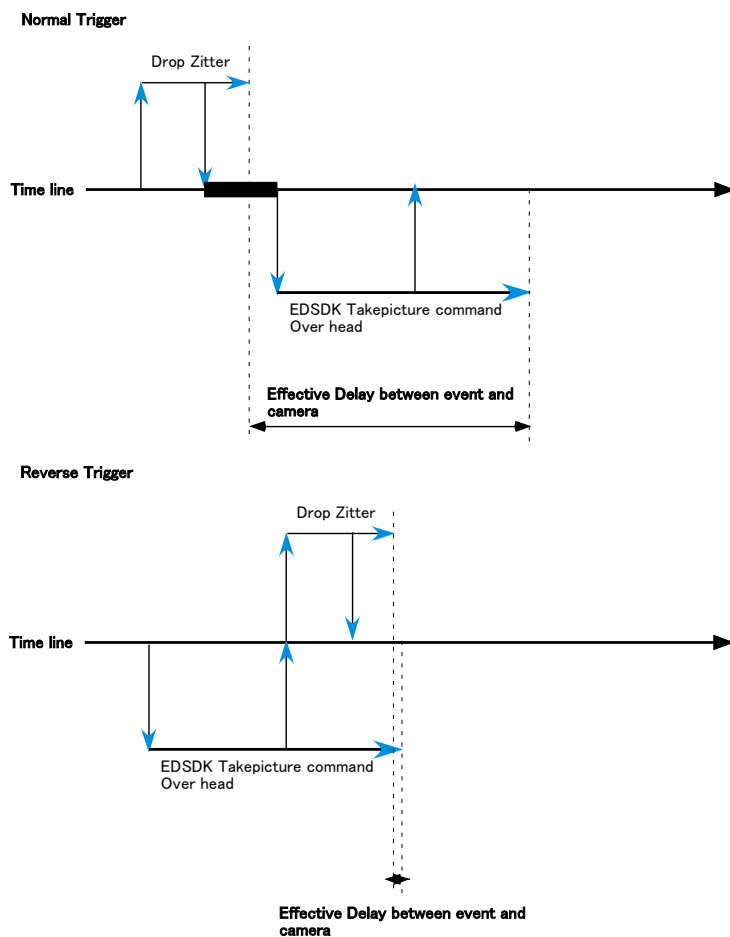 Normal Trigger
Drop Zitter
Time line
EDSDK Takepicture command
Over head
Effective Delay between event and
camera
Reverse Trigger
Drop Zitter
Time line
EDSDK Takepicture command
Over head
Effective Delay between event and
camera